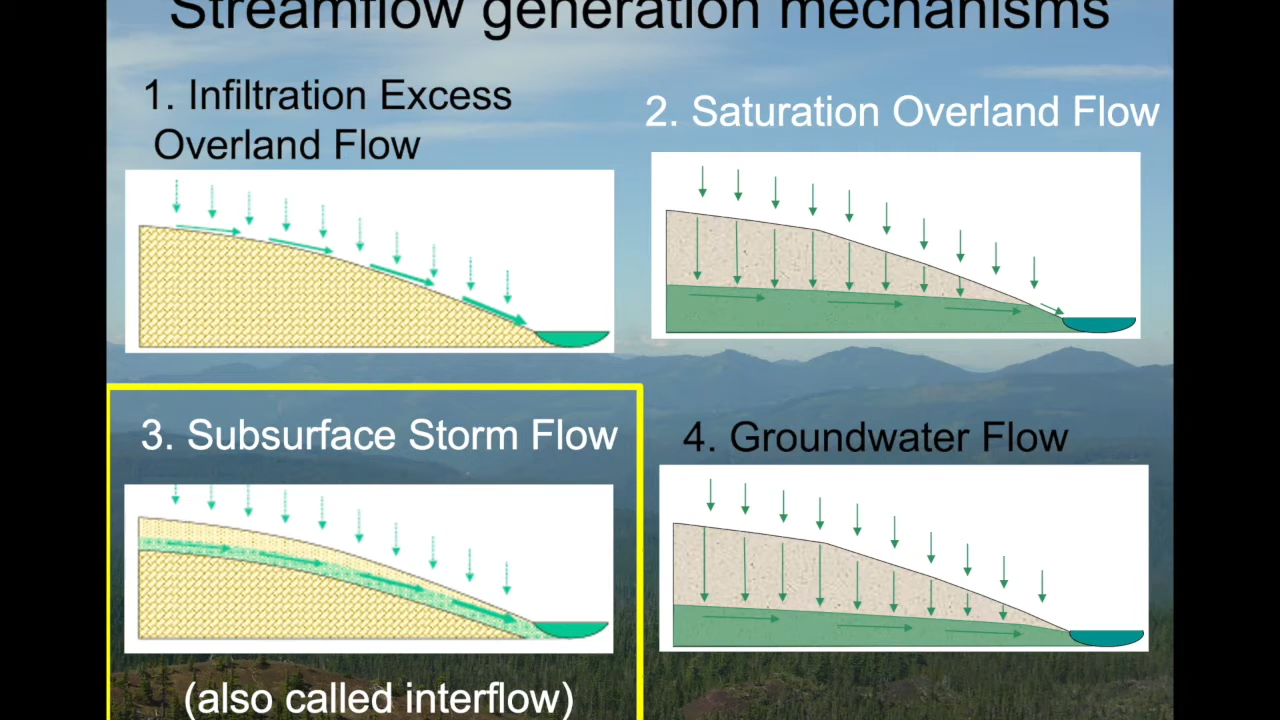 Streamflow generation mechanisms
1. Infiltration Excess
Overland Flow
2. Saturation Overland Flow
3. Subsurface Storm Flow
4. Groundwater Flow
(also called interflow)